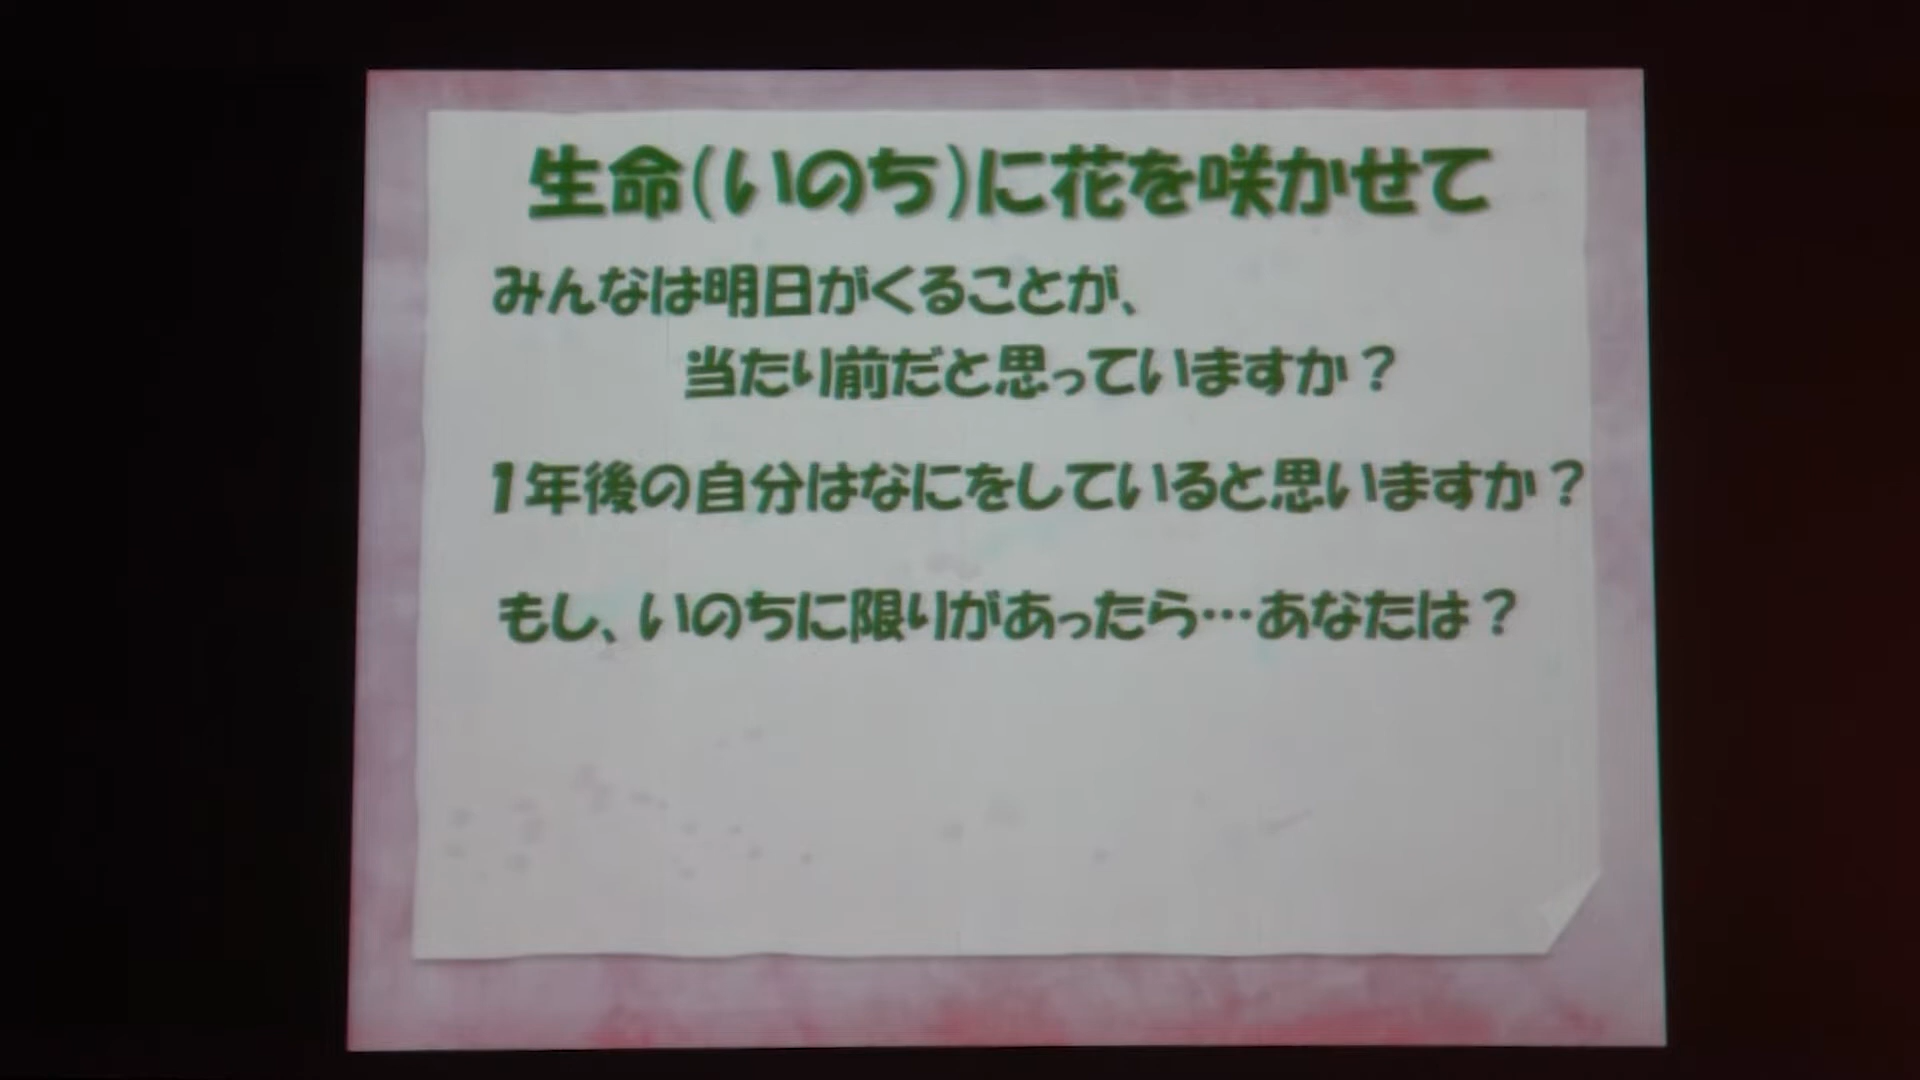 生命(いのち)に花を咲かせて
みんなは明日がくることが、
当たり前だと思っていますか？
1年後の自分はなにをしていると思いますか？
もし、いのちに限りがあったら…あなたは？